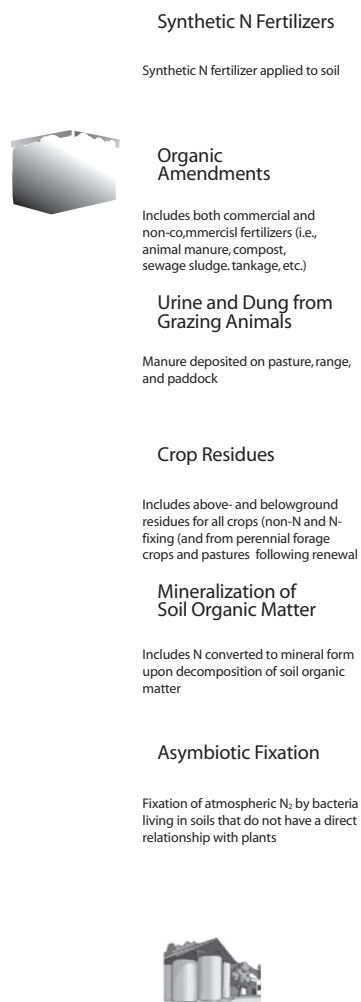 Synthetic N Fertilizers
Synthetic N fertilizer applied to soil
Organic
Amendments
Includes both commercial and
non-co,mmercisl fertilizers (i.e.,
animal manure, compost,
sewage sludge. tankage, etc.)
Urine and Dung from
Grazing Animals
Manure deposited on pasture, range,
and paddock
Crop Residues
Includes above- and belowground
residues for all crops (non-N and N-
fixing (and from perennial forage
crops and pastures following renewal
Mineralization of
Soil Organic Matter
Includes N converted to mineral form
upon decomposition of soil organic
matter
Asymbiotic Fixation
Fixation of atmospheric N₂ by bacteria
living in soils that do not have a direct
relationship with plants